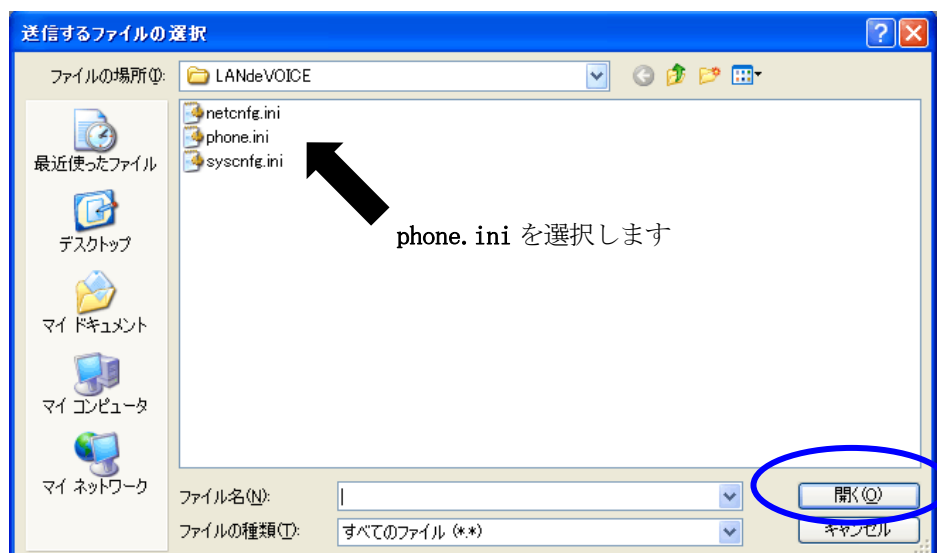 送信するファイルの選択
ファイルの場所(I):
LANdeVOICE
netcnfg.ini
phone.ini
syscnfg.ini
phone.ini を選択します
最近使ったファイル
デスクトップ
マイ ドキュメント
マイ コンピュータ
マイ ネットワーク
ファイル名(N):
開く(O)
ファイルの種類(T):
すべてのファイル (*.*)
キャンセル